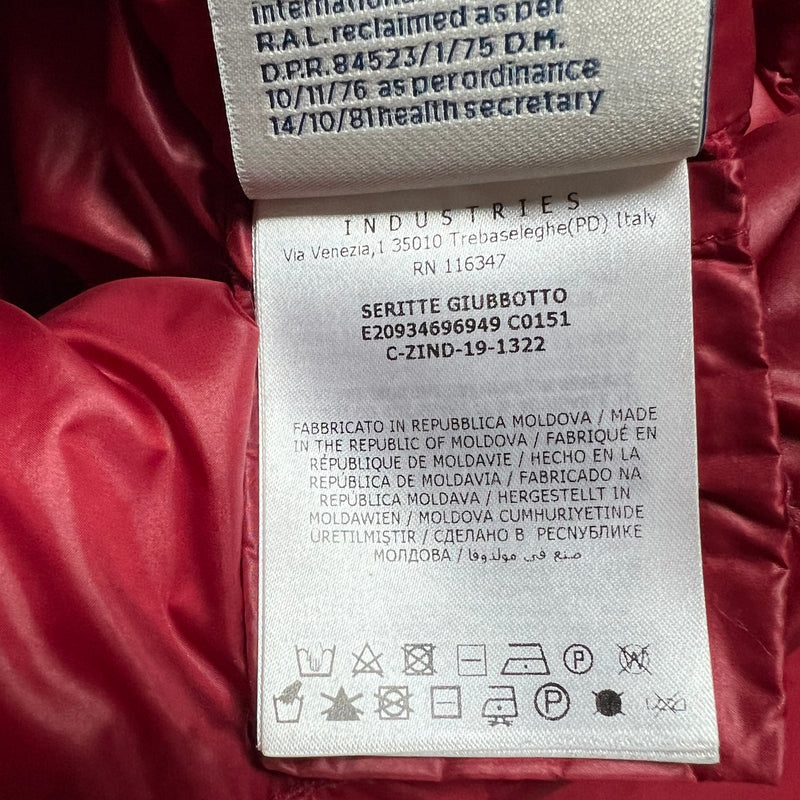 international
R.A.L.reclaimed as per
D.P.R.84523/1/75 D.M.
10/11/76 as per ordinance
14/10/81 health secretary
INDUSTRIES
Via Venezia,1 35010 Trebaseleghe(PD) Italy
RN 116347
SERITTE GIUBBOTTO
E20934696949 C0151
C-ZIND-19-1322
FABBRICATO IN REPUBBLICA MOLDOVA / MADE
IN THE REPUBLIC OF MOLDOVA / FABRIQUÉ EN
RÉPUBLIQUE DE MOLDAVIE / HECHO EN LA
REPÚBLICA DE MOLDAVIA / FABRICADO NA
REPÚBLICA MOLDAVA / HERGESTELLT IN
MOLDAWIEN / MOLDOVA CUMHURIYETINDE
ÜRETILMIŞTIR / СДЕЛАНО В РЕСПУБЛИКЕ
МОЛДОВА / صنع في مولدوفا
P
P